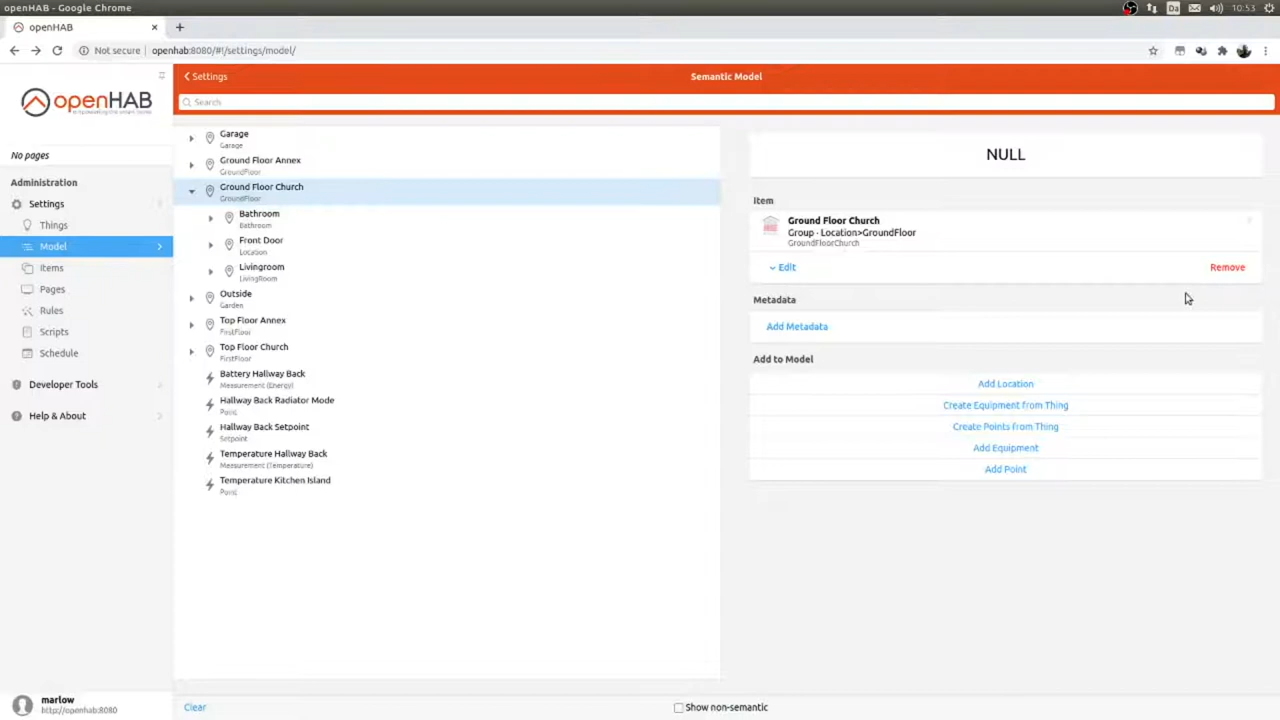 openHAB - Google Chrome
Da
10:53
openHAB
Not secure
openhab:8080/#!/settings/model/
openHAB
Settings
Semantic Model
Search
No pages
Administration
Settings
Things
Model
Items
Pages
Rules
Scripts
Schedule
Developer Tools
Help & About
marlow
http://openhab:8080
Garage
Garage
Ground Floor Annex
GroundFloor
Ground Floor Church
GroundFloor
Bathroom
Bathroom
Front Door
Location
Livingroom
LivingRoom
Outside
Garden
Top Floor Annex
FirstFloor
Top Floor Church
FirstFloor
Battery Hallway Back
Measurement (Energy)
Hallway Back Radiator Mode
Point
Hallway Back Setpoint
Setpoint
Temperature Hallway Back
Measurement (Temperature)
Temperature Kitchen Island
Point
NULL
Item
Ground Floor Church
Group · Location>GroundFloor
GroundFloorChurch
Edit
Remove
Metadata
Add Metadata
Add to Model
Add Location
Create Equipment from Thing
Create Points from Thing
Add Equipment
Add Point
Clear
Show non-semantic